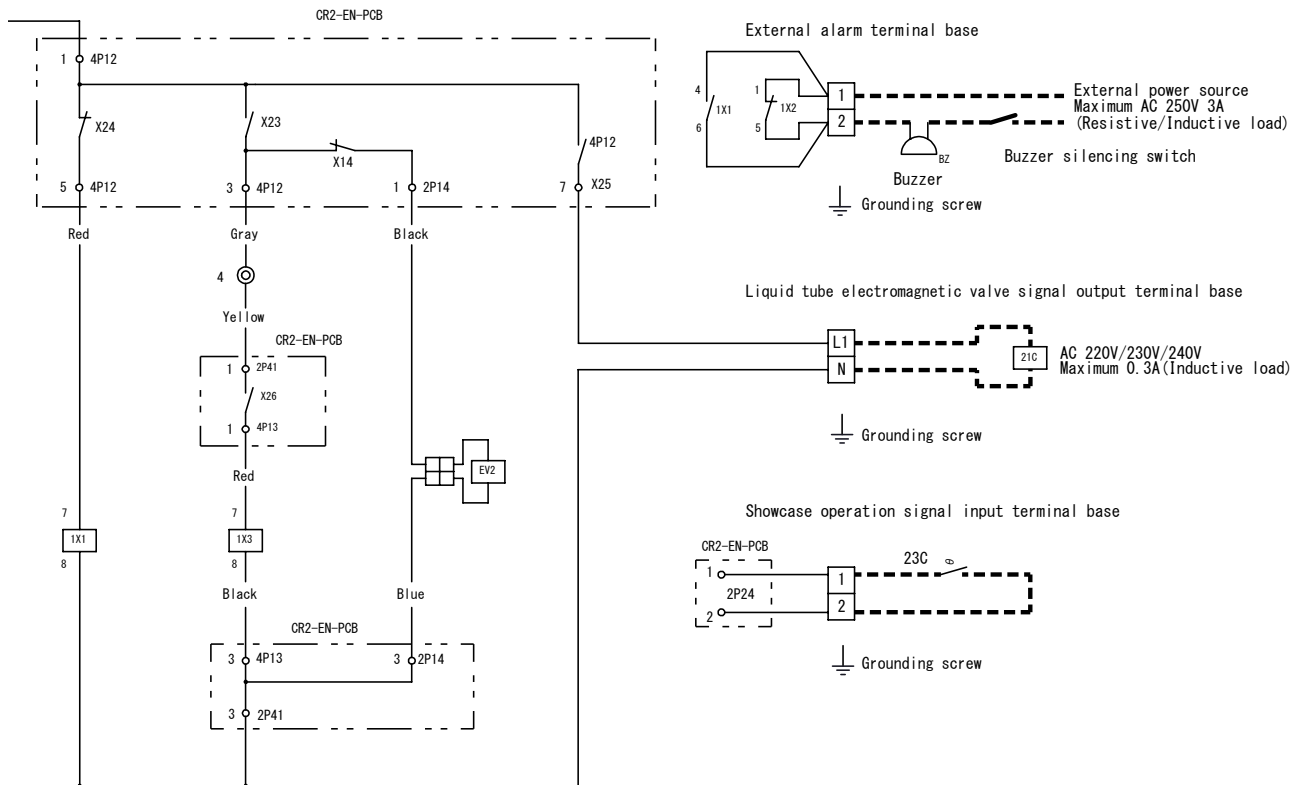 CR2-EN-PCB
1 4P12
X24
X23
X14
4P12
5 4P12
3 4P12
1 2P14
7 X25
Red
Gray
Black
4
Yellow
CR2-EN-PCB
1 2P41
X26
1 4P13
Red
EV2
7
1X1
8
7
1X3
8
Black
Blue
CR2-EN-PCB
3 4P13
3 2P14
3 2P41
External alarm terminal base
4
1X1
6
1
1X2
5
1
2
External power source
Maximum AC 250V 3A
(Resistive/Inductive load)
BZ
Buzzer
Buzzer silencing switch
Grounding screw
Liquid tube electromagnetic valve signal output terminal base
L1
N
21C
AC 220V/230V/240V
Maximum 0.3A(Inductive load)
Grounding screw
Showcase operation signal input terminal base
CR2-EN-PCB
1
2P24
2
1
2
23C
θ
Grounding screw